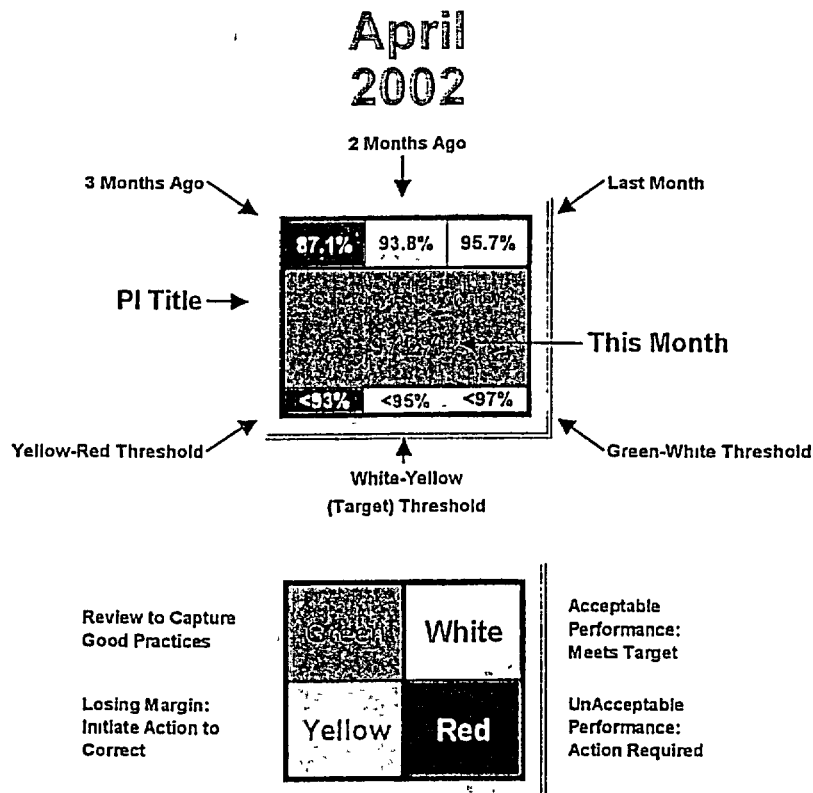 April
2002
2 Months Ago
3 Months Ago
Last Month
87.1% 93.8% 95.7%
PI Title
This Month
<93% <95% <97%
Yellow-Red Threshold
Green-White Threshold
White-Yellow
(Target) Threshold
Review to Capture
Good Practices
Green
White
Acceptable
Performance:
Meets Target
Losing Margin:
Initiate Action to
Correct
Yellow
Red
UnAcceptable
Performance:
Action Required